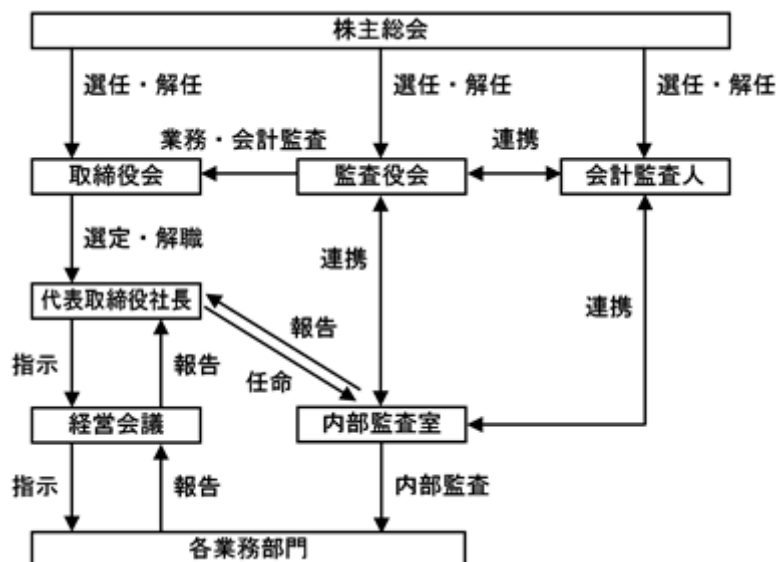 株主総会
選任・解任
選任・解任
選任・解任
業務・会計監査
連携
取締役会
監査役会
会計監査人
選定・解職
連携
代表取締役社長
報告
連携
指示
報告
任命
経営会議
内部監査室
指示
報告
内部監査
各業務部門